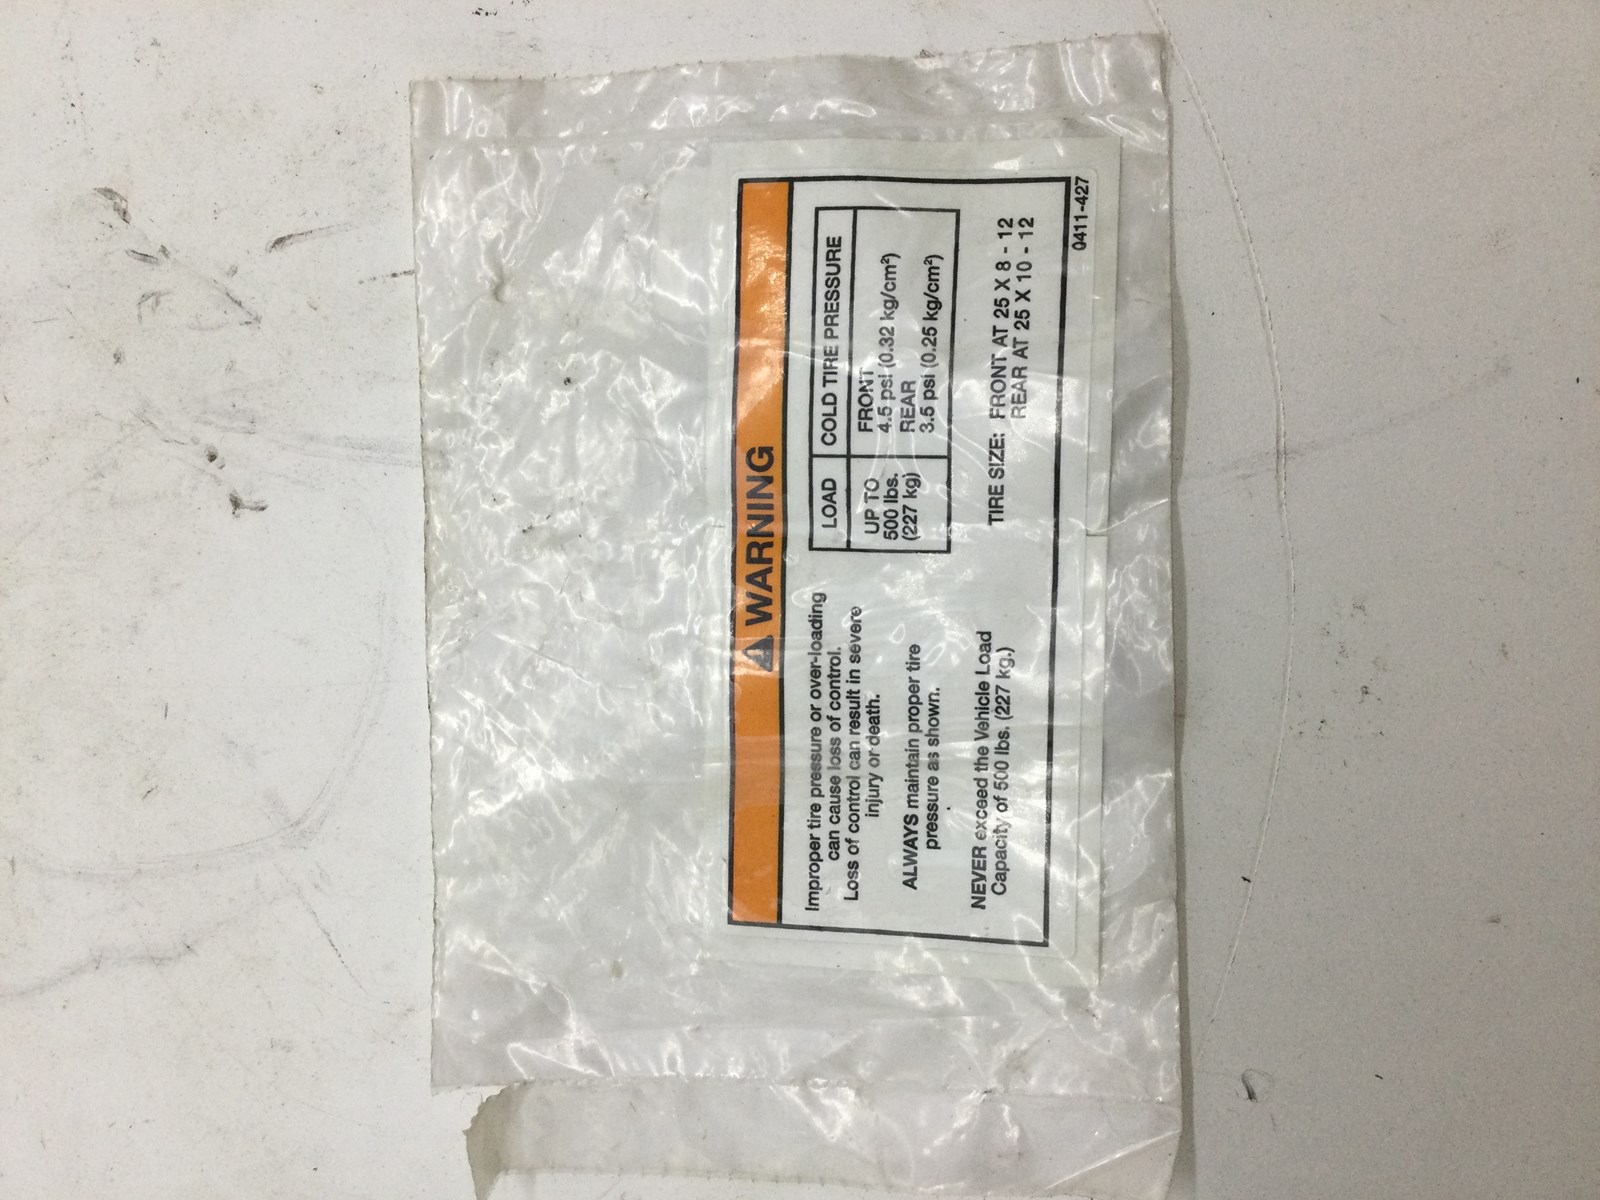 WARNING
Improper tire pressure or over-loading
can cause loss of control.
Loss of control can result in severe
injury or death.
ALWAYS maintain proper tire
pressure as shown.
NEVER exceed the Vehicle Load
Capacity of 500 lbs. (227 kg.)
LOAD COLD TIRE PRESSURE
UP TO
500 lbs.
(227 kg)
FRONT
4.5 psi (0.32 kg/cm²)
REAR
3.5 psi (0.25 kg/cm²)
TIRE SIZE: FRONT AT 25 X 8 - 12
REAR AT 25 X 10 - 12
0411-427